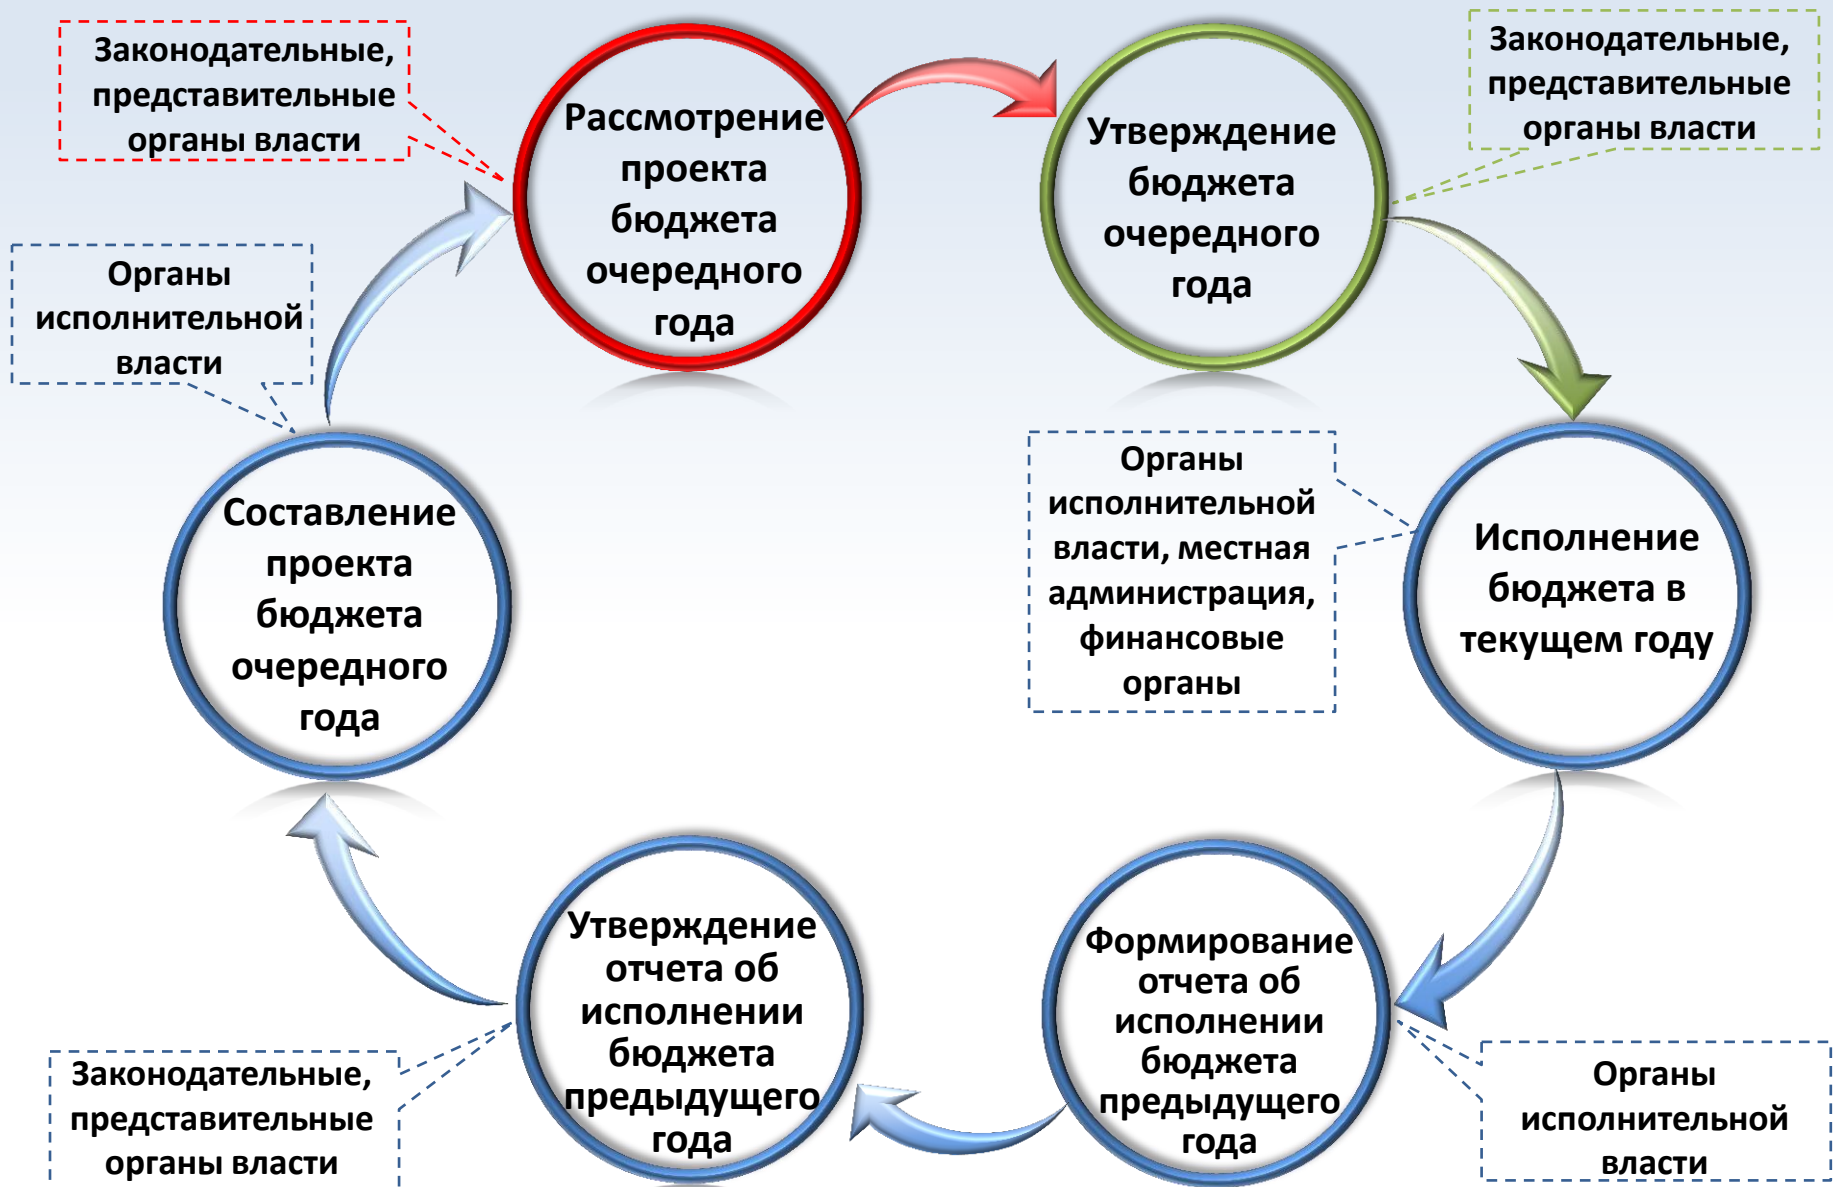 Законодательные,
представительные
органы власти
Рассмотрение
проекта
бюджета
очередного
года
Утверждение
бюджета
очередного
года
Законодательные,
представительные
органы власти
Органы
исполнительной
власти
Составление
проекта
бюджета
очередного
года
Органы
исполнительной
власти, местная
администрация,
финансовые
органы
Исполнение
бюджета в
текущем году
Законодательные,
представительные
органы власти
Утверждение
отчета об
исполнении
бюджета
предыдущего
года
Формирование
отчета об
исполнении
бюджета
предыдущего
года
Органы
исполнительной
власти